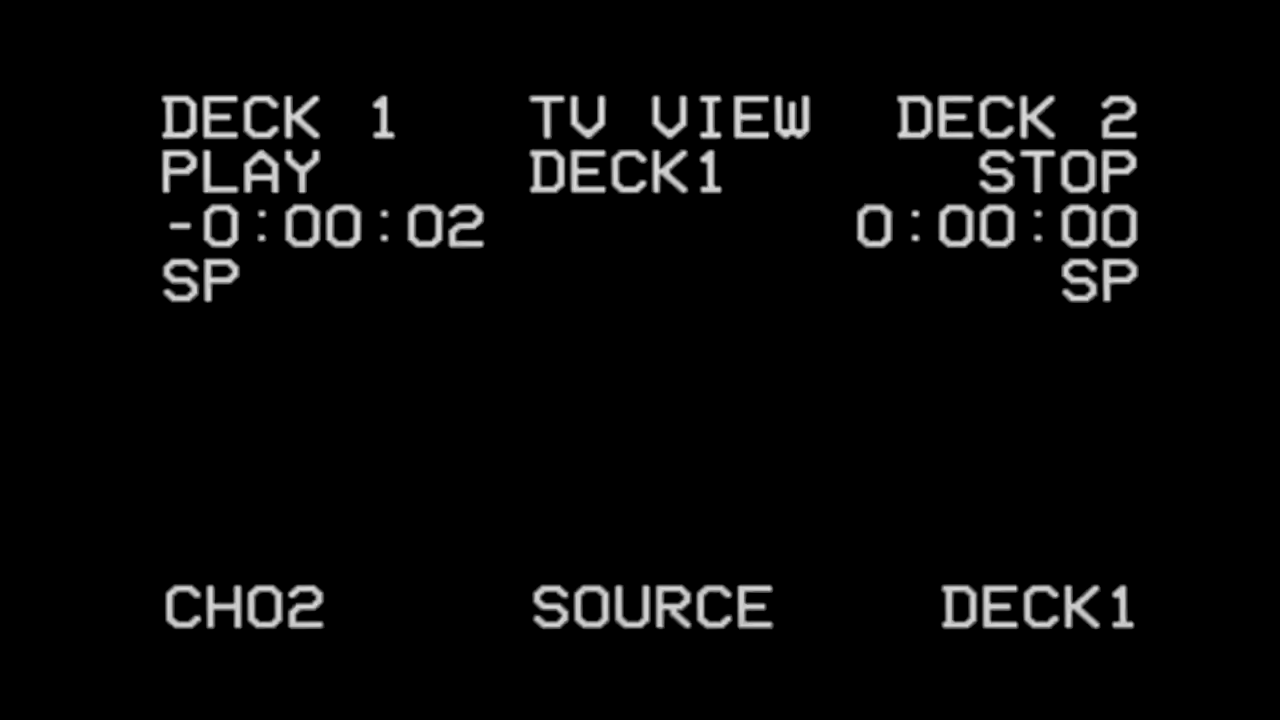 DECK 1 TV VIEW DECK 2
PLAY DECK1 STOP
-0:00:02 0:00:00
SP SP
CH02 SOURCE DECK1